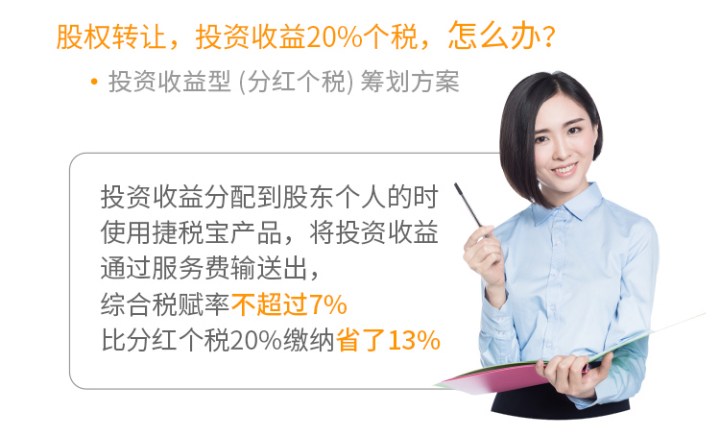 股权转让，投资收益20%个税，怎么办？
• 投资收益型 (分红个税) 筹划方案
投资收益分配到股东个人的时
使用捷税宝产品，将投资收益
通过服务费输送出，
综合税赋率不超过7%
比分红个税20%缴纳省了13%